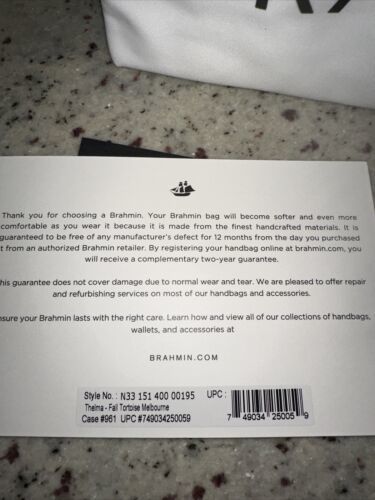 Thank you for choosing a Brahmin. Your Brahmin bag will become softer and even more
comfortable as you wear it because it is made from the finest handcrafted materials. It is
guaranteed to be free of any manufacturer's defect for 12 months from the day you purchased
it from an authorized Brahmin retailer. By registering your handbag online at brahmin.com, you
will receive a complementary two-year guarantee.
his guarantee does not cover damage due to normal wear and tear. We are pleased to offer repair
and refurbishing services on most of our handbags and accessories.
nsure your Brahmin lasts with the right care. Learn how and view all of our collections of handbags,
wallets, and accessories at
BRAHMIN.COM
Style No.: N33 151 400 00195 UPC:
Thelma - Fall Tortoise Melbourne
Case #961 UPC #749034250059
7 49034 25005 9